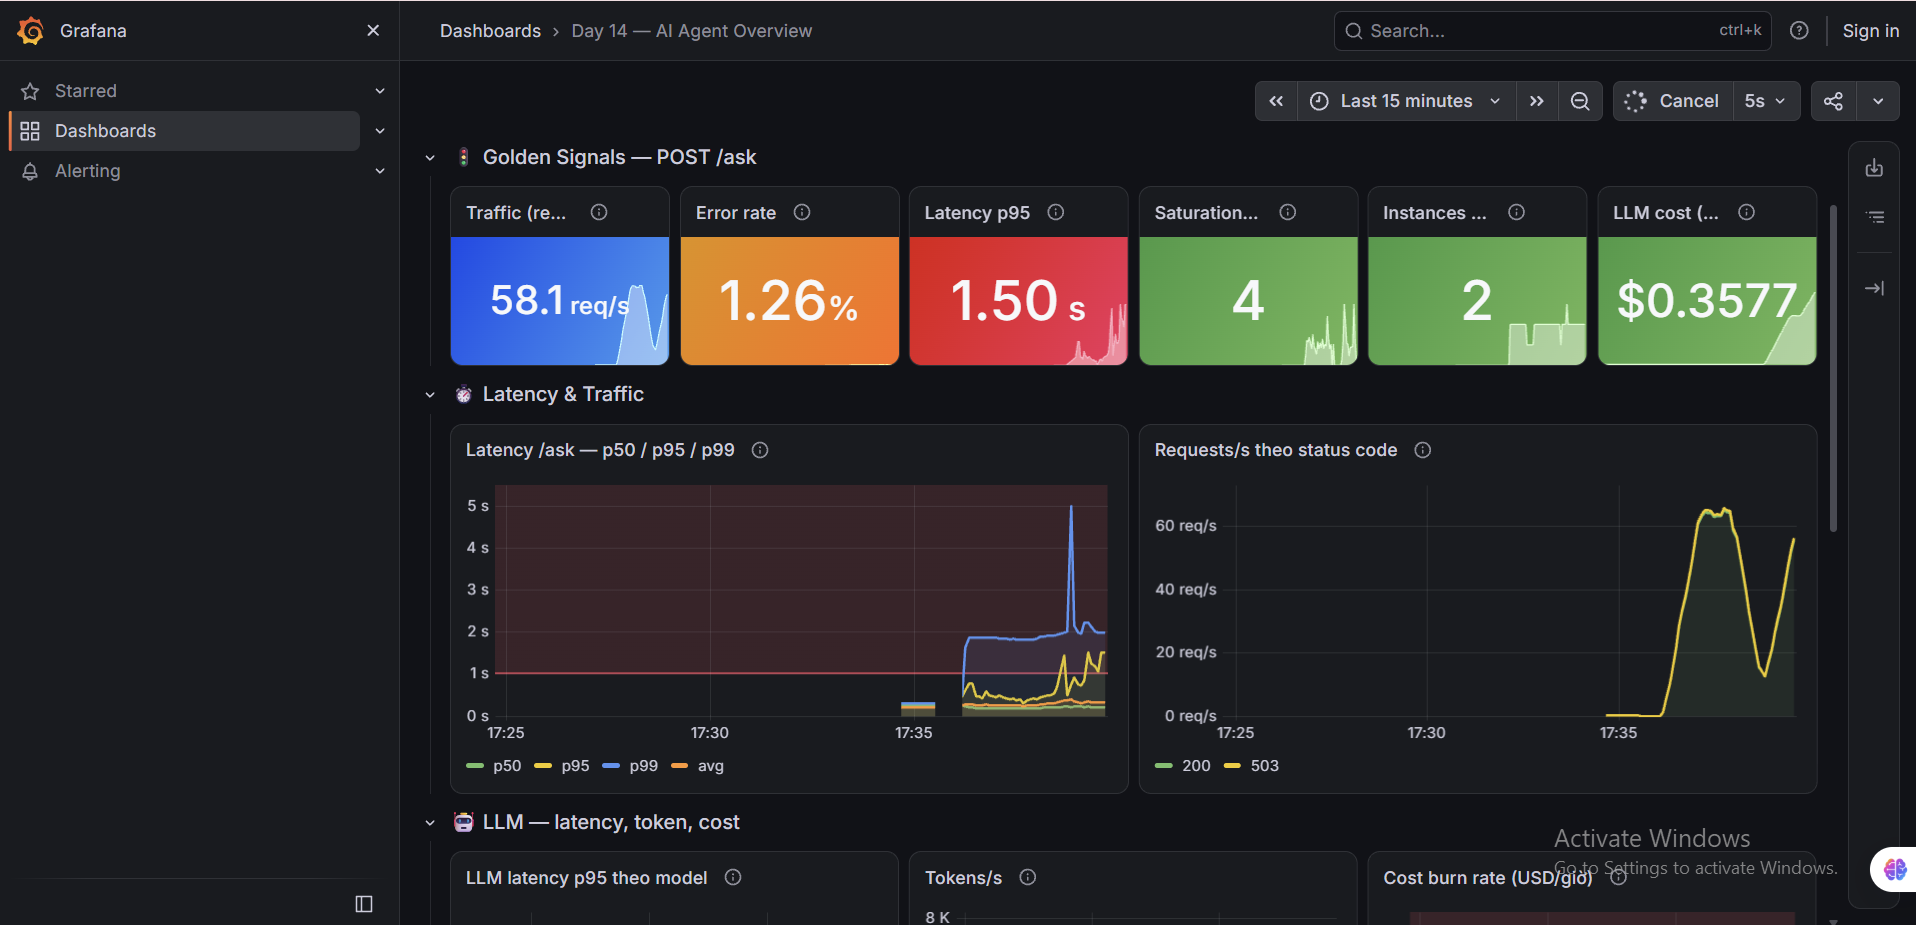 Grafana
Dashboards › Day 14 — AI Agent Overview
Search... ctrl+k
Sign in
Starred
Dashboards
Alerting
Last 15 minutes
Cancel
5s
Golden Signals — POST /ask
Traffic (re...
Error rate
Latency p95
Saturation...
Instances ...
LLM cost (...
58.1 req/s
1.26%
1.50 s
4
2
$0.3577
Latency & Traffic
Latency /ask — p50 / p95 / p99
5 s
4 s
3 s
2 s
1 s
0 s
17:25
17:30
17:35
p50
p95
p99
avg
Requests/s theo status code
60 req/s
40 req/s
20 req/s
0 req/s
17:25
17:30
17:35
200
503
LLM — latency, token, cost
LLM latency p95 theo model
Tokens/s
8 K
Cost burn rate (USD/giờ)
Activate Windows
Go to Settings to activate Windows.